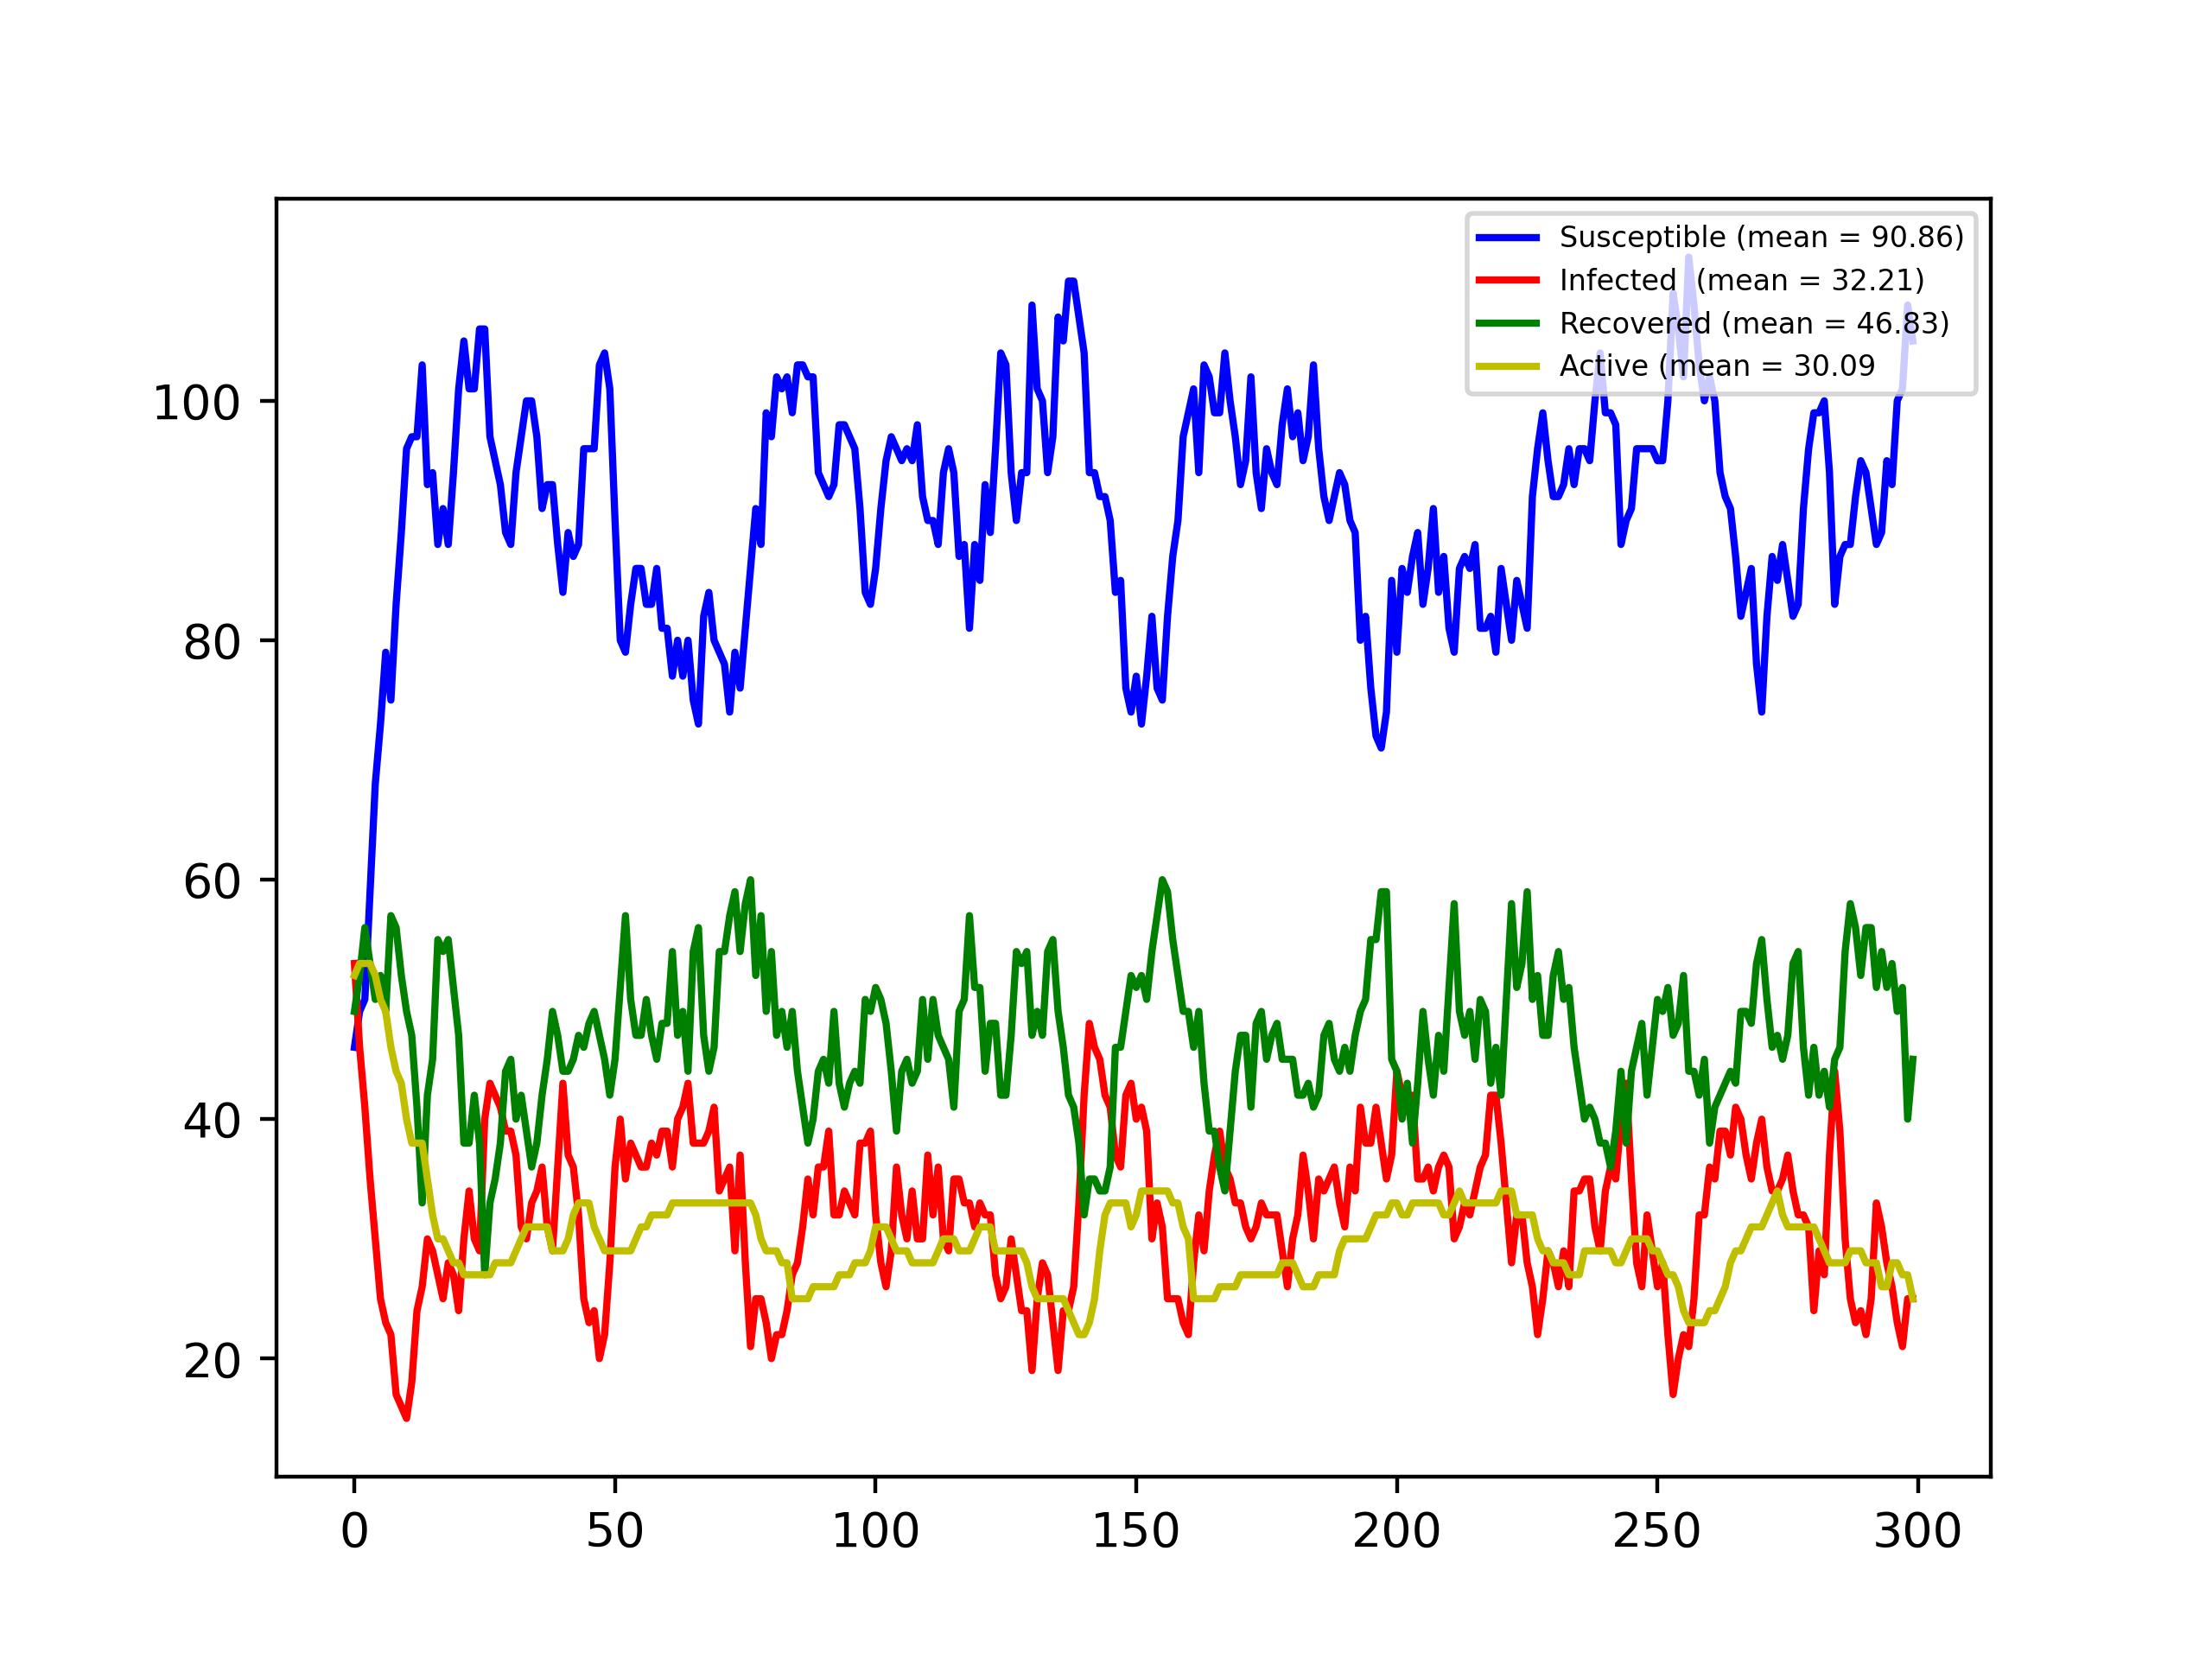 Susceptible (mean = 90.86)
Infected  (mean = 32.21)
Recovered (mean = 46.83)
Active (mean = 30.09
100
80
60
40
20
0 50 100 150 200 250 300